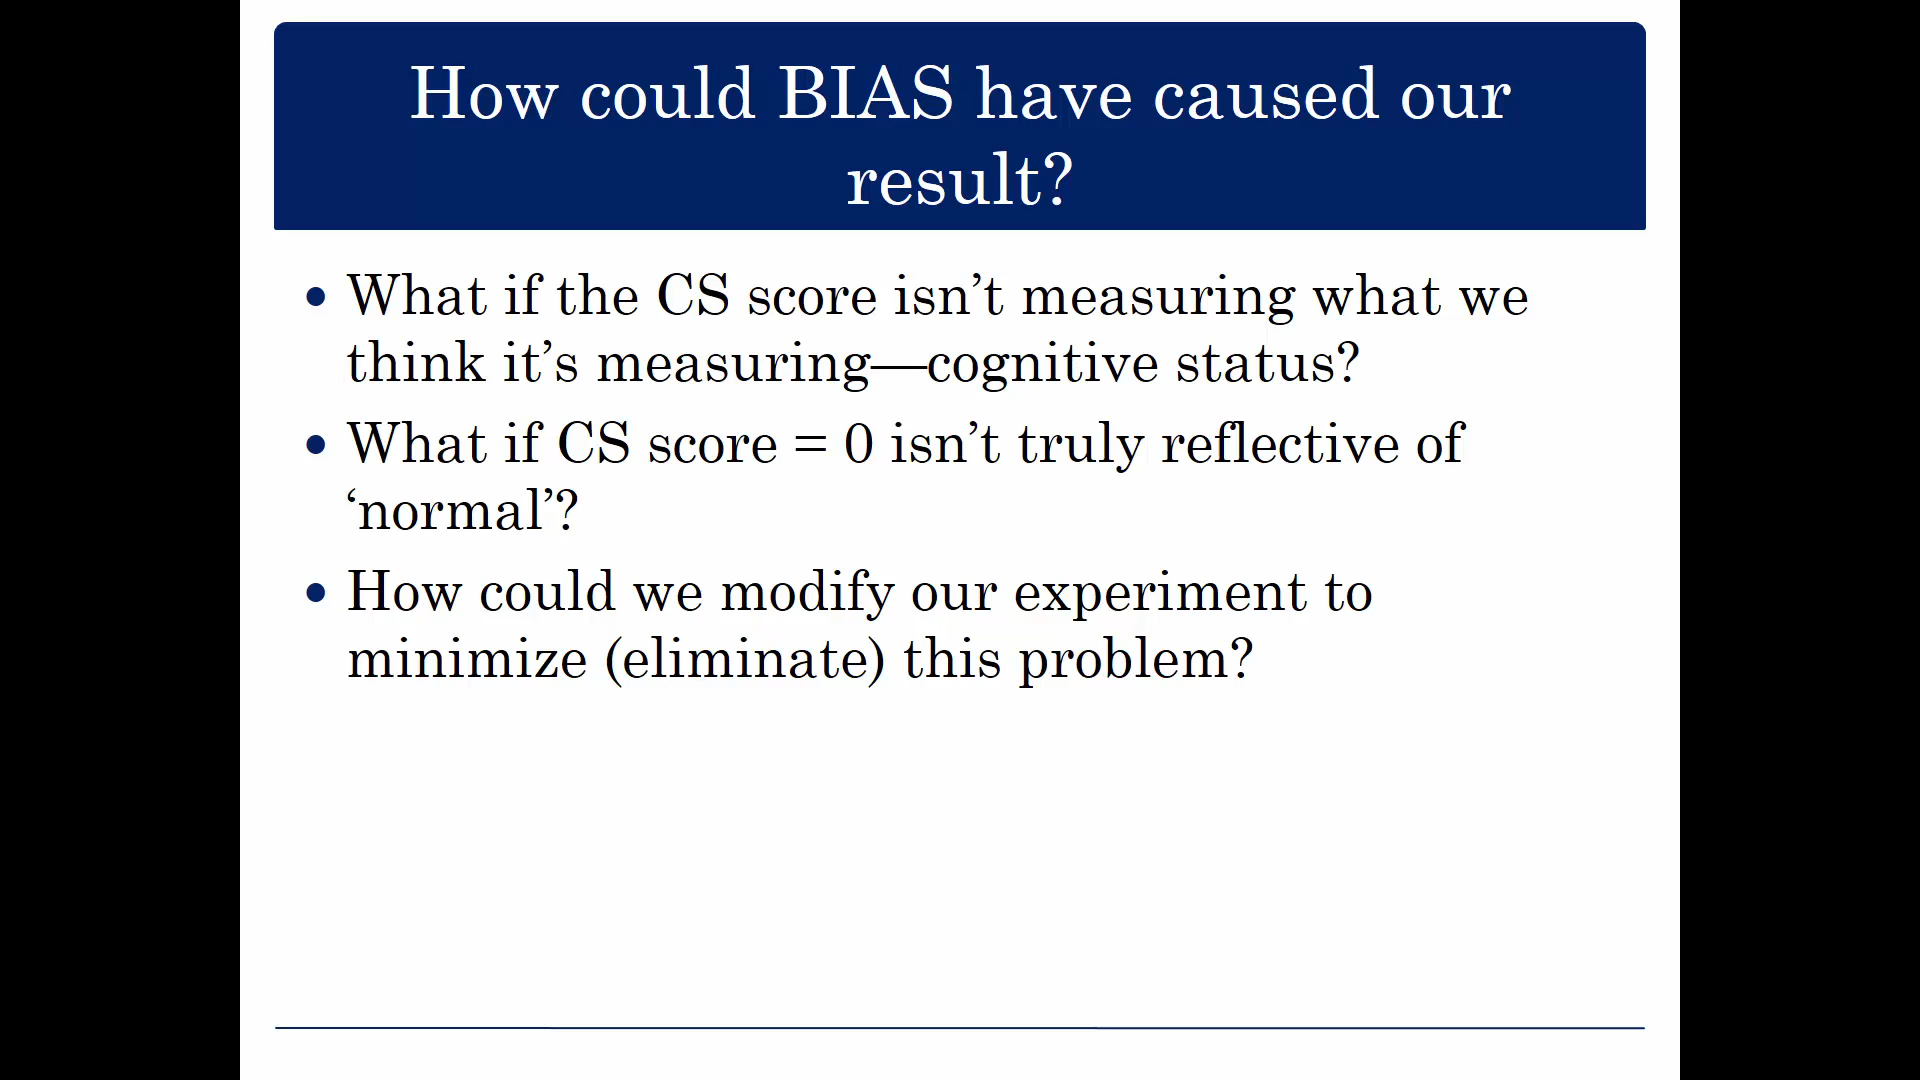 How could BIAS have caused our
result?
• What if the CS score isn’t measuring what we
think it’s measuring—cognitive status?
• What if CS score = 0 isn’t truly reflective of
‘normal’?
• How could we modify our experiment to
minimize (eliminate) this problem?